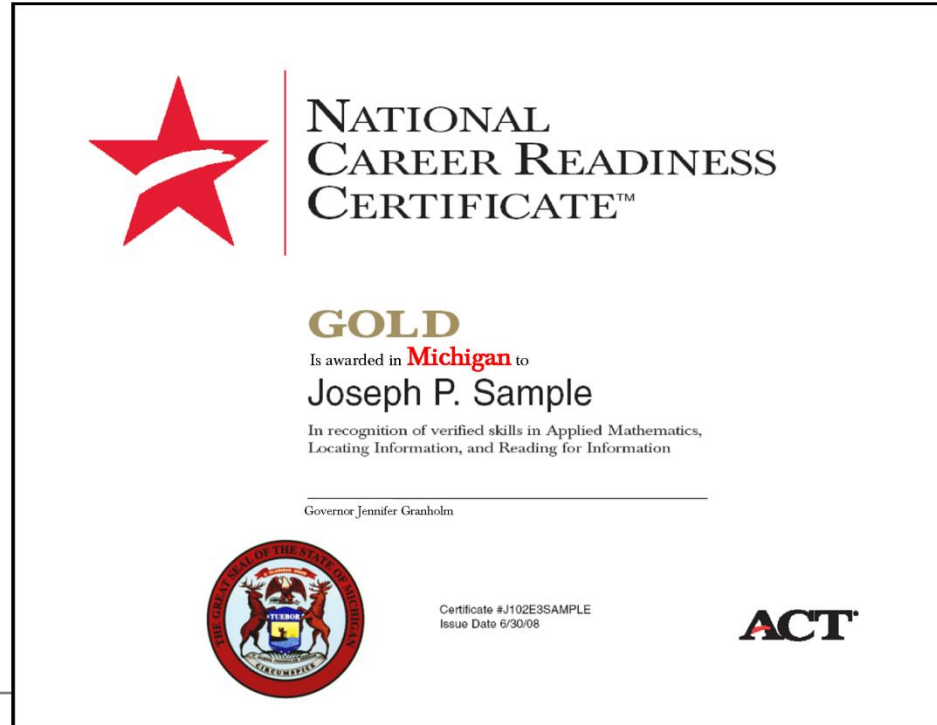 NATIONAL
CAREER READINESS
CERTIFICATE™
GOLD
Is awarded in Michigan to
Joseph P. Sample
In recognition of verified skills in Applied Mathematics,
Locating Information, and Reading for Information
Governor Jennifer Granholm
THE GREAT SEAL OF THE STATE OF MICHIGAN
TUEBOR
CIRCUMSPICE
Certificate #J102E3SAMPLE
Issue Date 6/30/08
ACT